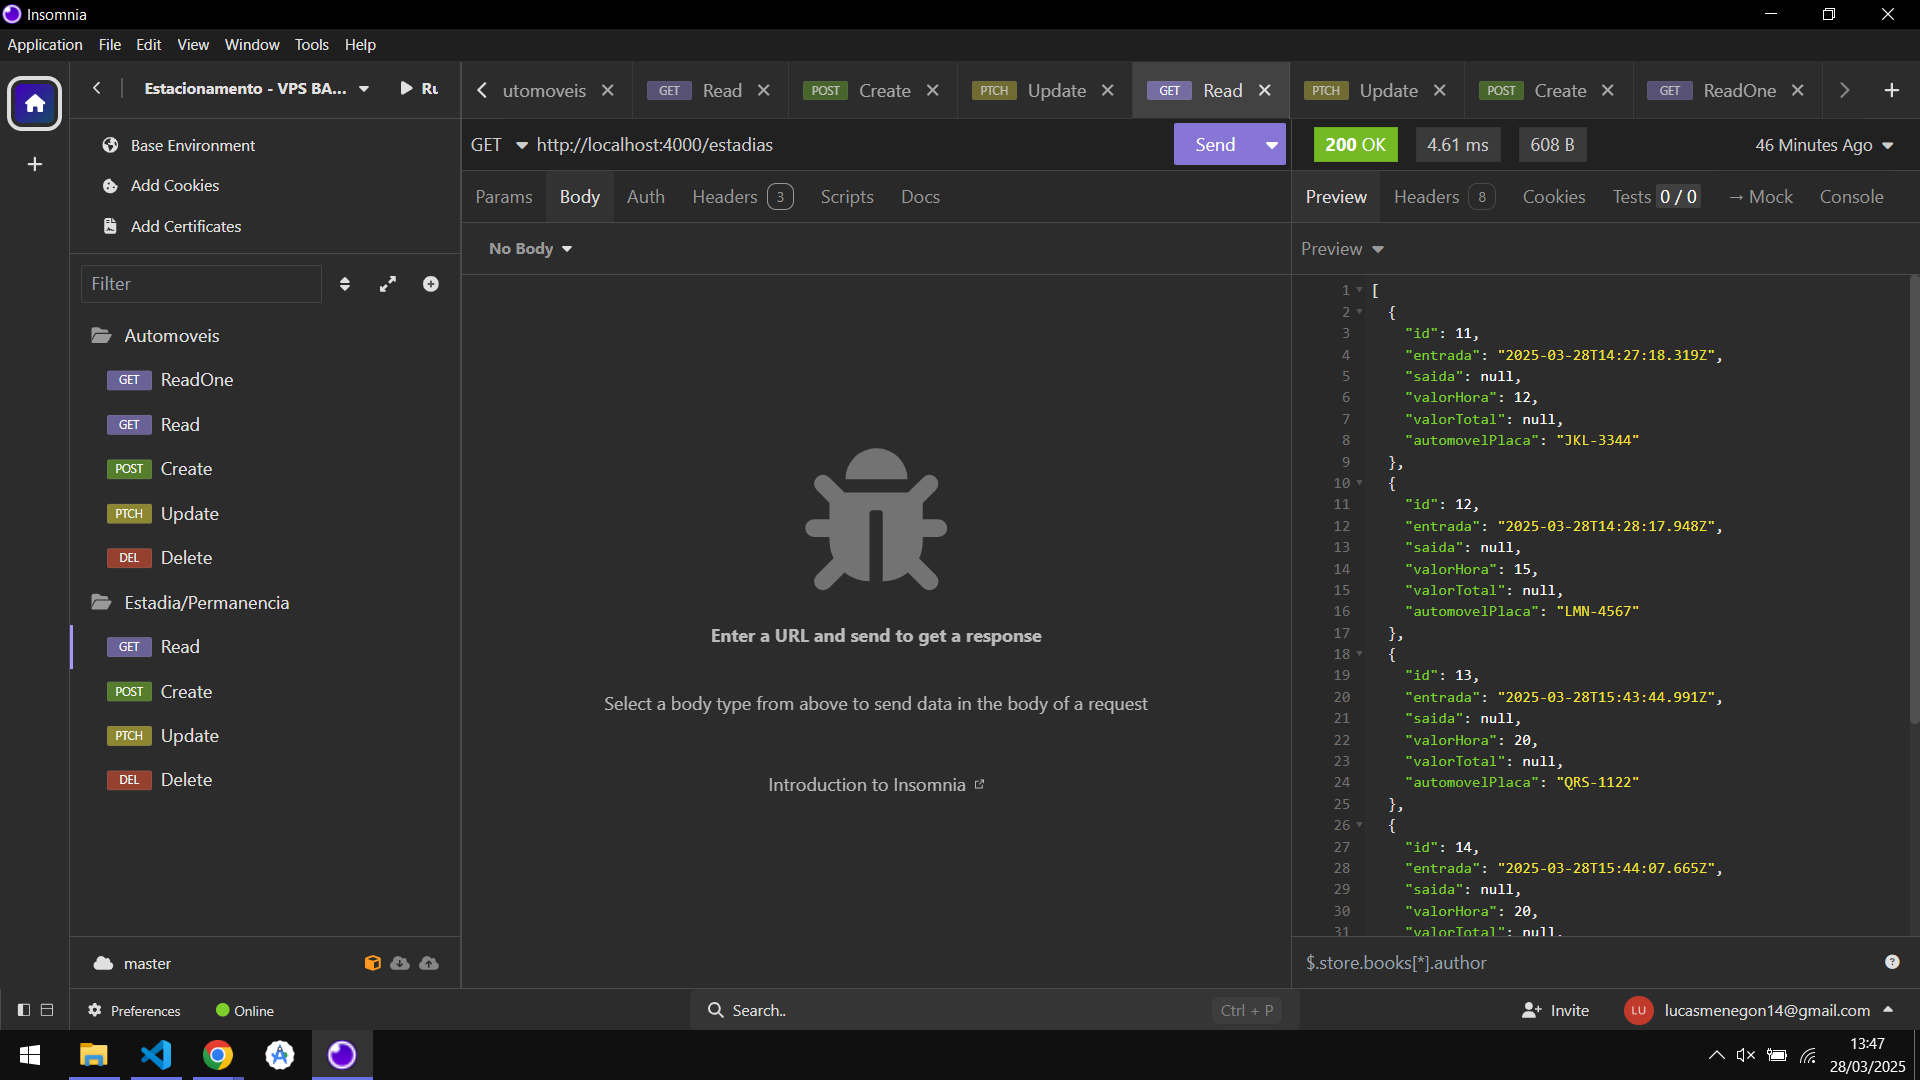 Insomnia
Application File Edit View Window Tools Help
Estacionamento - VPS BA... Ru
utomoveis GET Read POST Create PTCH Update GET Read PTCH Update POST Create GET ReadOne
Base Environment
Add Cookies
Add Certificates
Filter
Automoveis
GET ReadOne
GET Read
POST Create
PTCH Update
DEL Delete
Estadia/Permanencia
GET Read
POST Create
PTCH Update
DEL Delete
master
GET http://localhost:4000/estadias Send
Params Body Auth Headers 3 Scripts Docs
No Body
Enter a URL and send to get a response
Select a body type from above to send data in the body of a request
Introduction to Insomnia
200 OK 4.61 ms 608 B 46 Minutes Ago
Preview Headers 8 Cookies Tests 0 / 0 → Mock Console
Preview
1 [
2 {
3 "id": 11,
4 "entrada": "2025-03-28T14:27:18.319Z",
5 "saida": null,
6 "valorHora": 12,
7 "valorTotal": null,
8 "automovelPlaca": "JKL-3344"
9 },
10 {
11 "id": 12,
12 "entrada": "2025-03-28T14:28:17.948Z",
13 "saida": null,
14 "valorHora": 15,
15 "valorTotal": null,
16 "automovelPlaca": "LMN-4567"
17 },
18 {
19 "id": 13,
20 "entrada": "2025-03-28T15:43:44.991Z",
21 "saida": null,
22 "valorHora": 20,
23 "valorTotal": null,
24 "automovelPlaca": "QRS-1122"
25 },
26 {
27 "id": 14,
28 "entrada": "2025-03-28T15:44:07.665Z",
29 "saida": null,
30 "valorHora": 20,
31 "valorTotal": null,
$.store.books[*].author
Preferences Online Search.. Ctrl + P Invite LU lucasmenegon14@gmail.com
13:47
28/03/2025